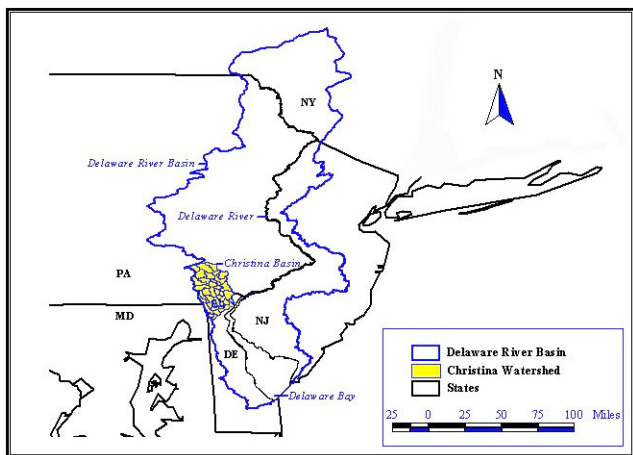 N
NY
Delaware River Basin
Delaware River
Christina Basin
PA
MD
NJ
DE
Delaware Bay
Delaware River Basin
Christina Watershed
States
25 0 25 50 75 100 Miles